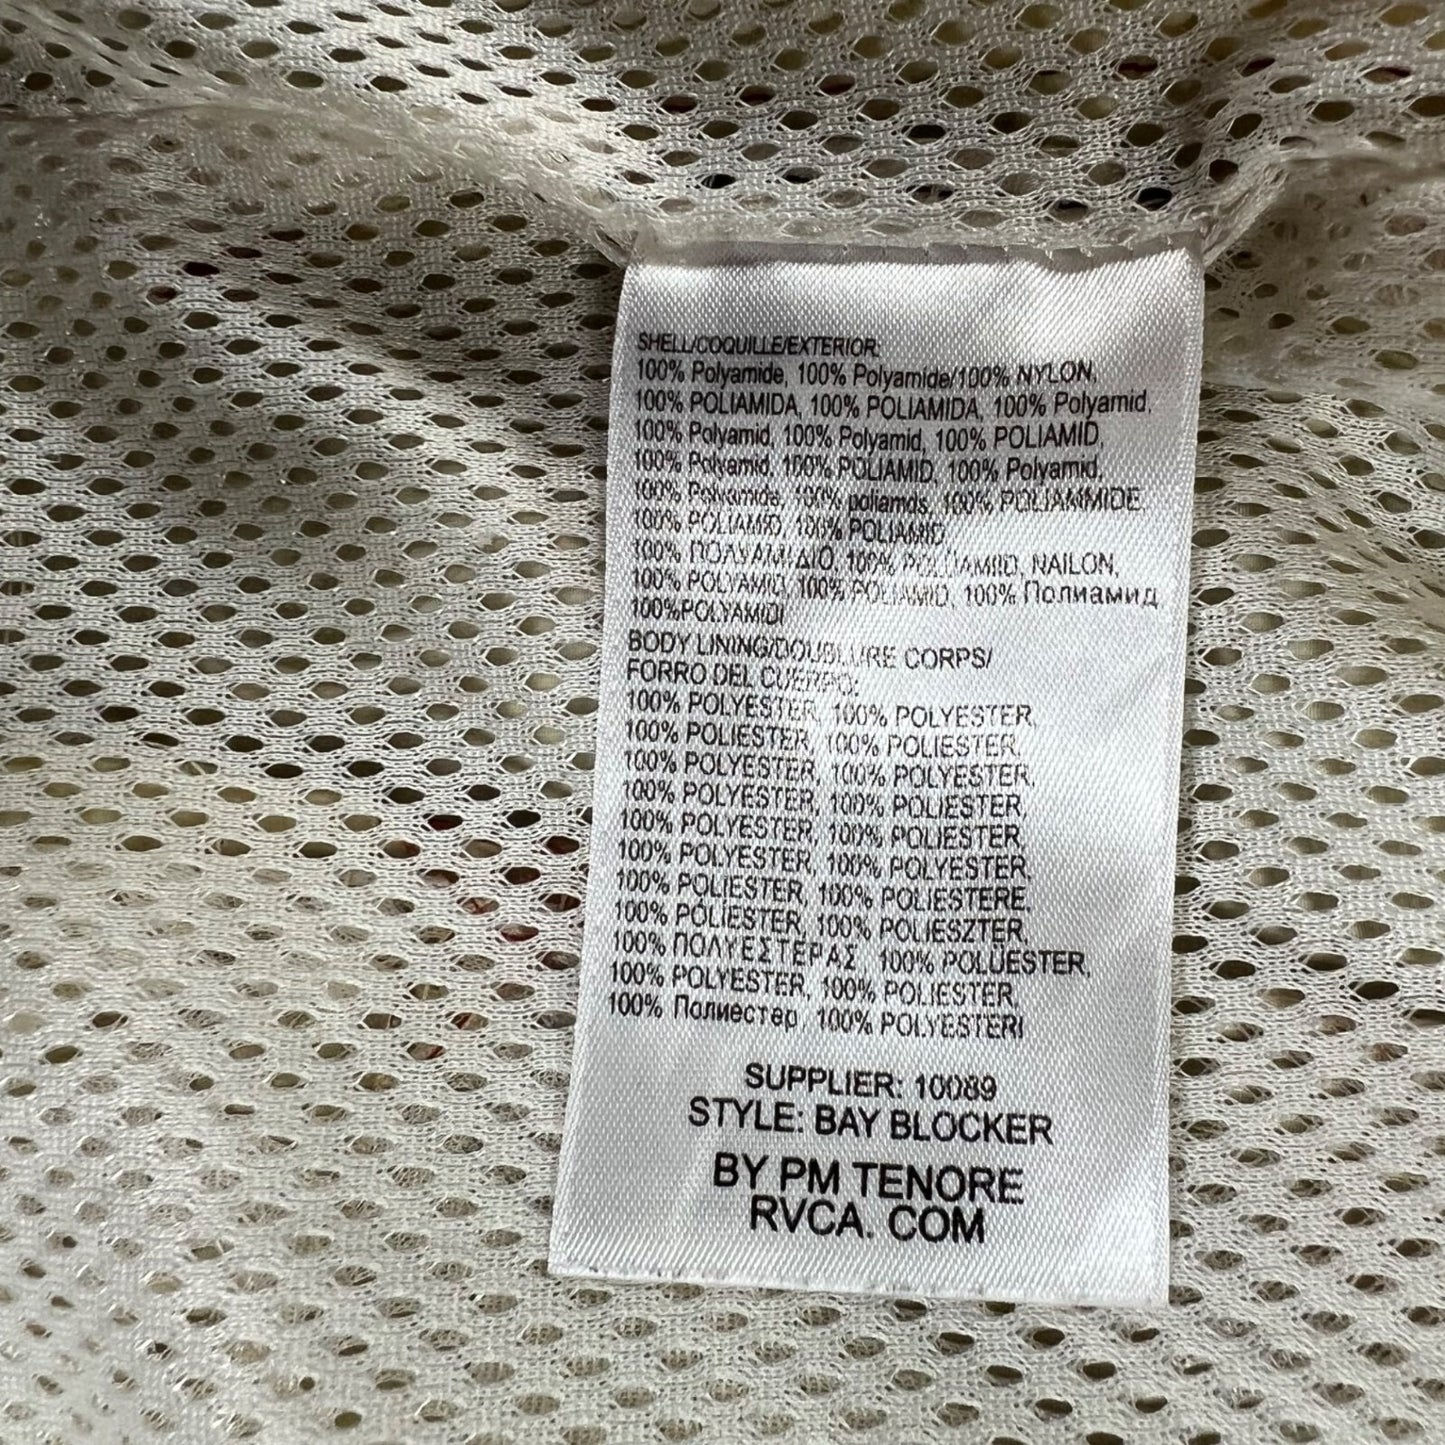 SHELL/COQUILLE/EXTERIOR:
100% Polyamide, 100% Polyamide/100% NYLON,
100% POLIAMIDA, 100% POLIAMIDA, 100% Polyamid,
100% Polyamid, 100% Polyamid, 100% POLIAMID,
100% Polyamid, 100% POLIAMID, 100% Polyamid,
100% Polyamide, 100% poliamds, 100% POLIAMMIDE,
100% POLIAMID, 100% POLIAMID
100% ΠΟΛΥΑΜΙΔΙΟ, 100% POLÜAMIID, NAILON,
100% POLYAMID, 100% POLIAMID, 100% Полиамид,
100%POLYAMIDI
BODY LINING/DOUBLURE CORPS/
FORRO DEL CUERPO:
100% POLYESTER, 100% POLYESTER,
100% POLIESTER, 100% POLIESTER,
100% POLYESTER, 100% POLYESTER,
100% POLYESTER, 100% POLIESTER,
100% POLYESTER, 100% POLIESTER,
100% POLYESTER, 100% POLYESTER,
100% POLIESTER, 100% POLIESTERE,
100% POLIESTER, 100% POLIESZTER,
100% ΠΟΛΥΕΣΤΕΡΑΣ, 100% POLÜESTER,
100% POLYESTER, 100% POLIESTER,
100% Полиестер, 100% POLYESTERI
SUPPLIER: 10089
STYLE: BAY BLOCKER
BY PM TENORE
RVCA. COM